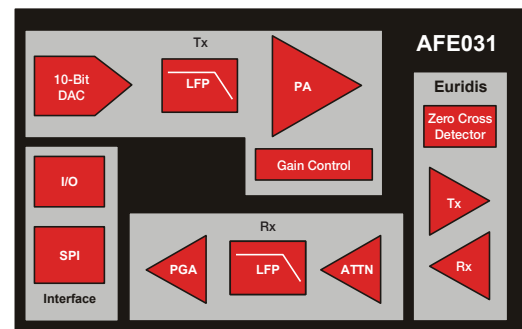 AFE031
Tx
10-Bit
DAC
LFP
PA
Gain Control
I/O
SPI
Interface
Rx
PGA
LFP
ATTN
Euridis
Zero Cross
Detector
Tx
Rx